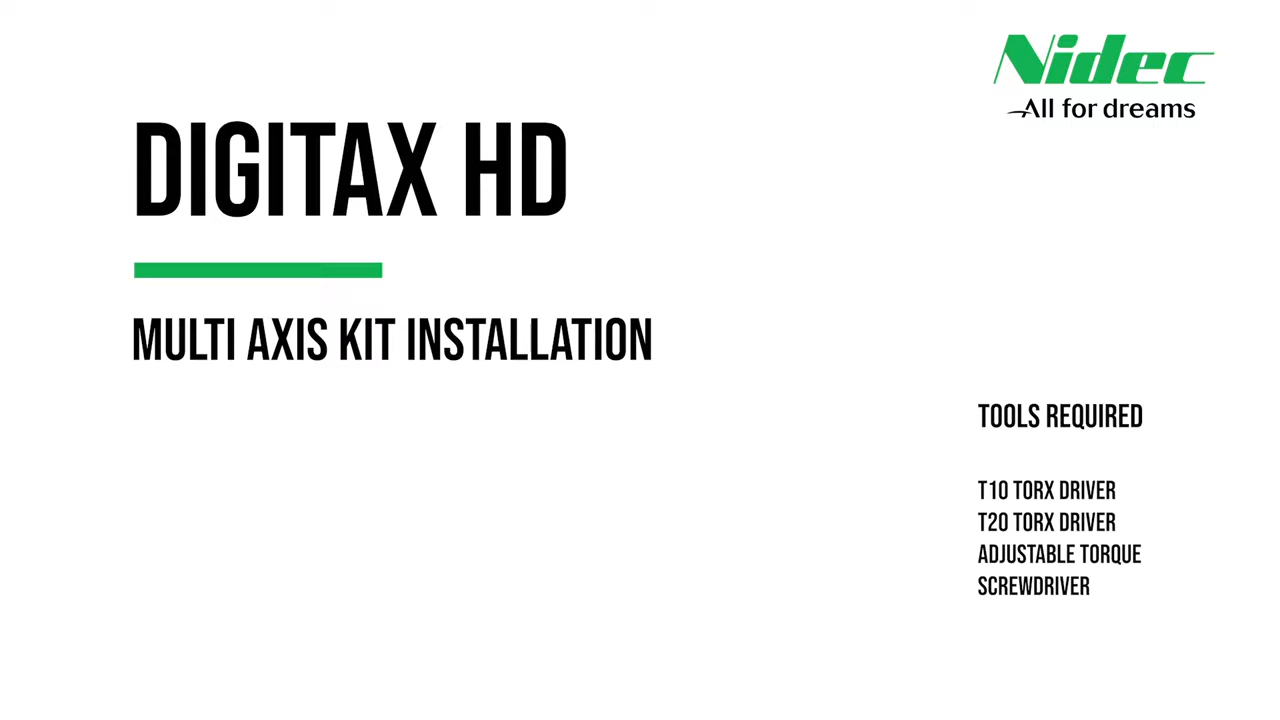 Nidec
All for dreams
DIGITAX HD
MULTI AXIS KIT INSTALLATION
TOOLS REQUIRED
T10 TORX DRIVER
T20 TORX DRIVER
ADJUSTABLE TORQUE
SCREWDRIVER